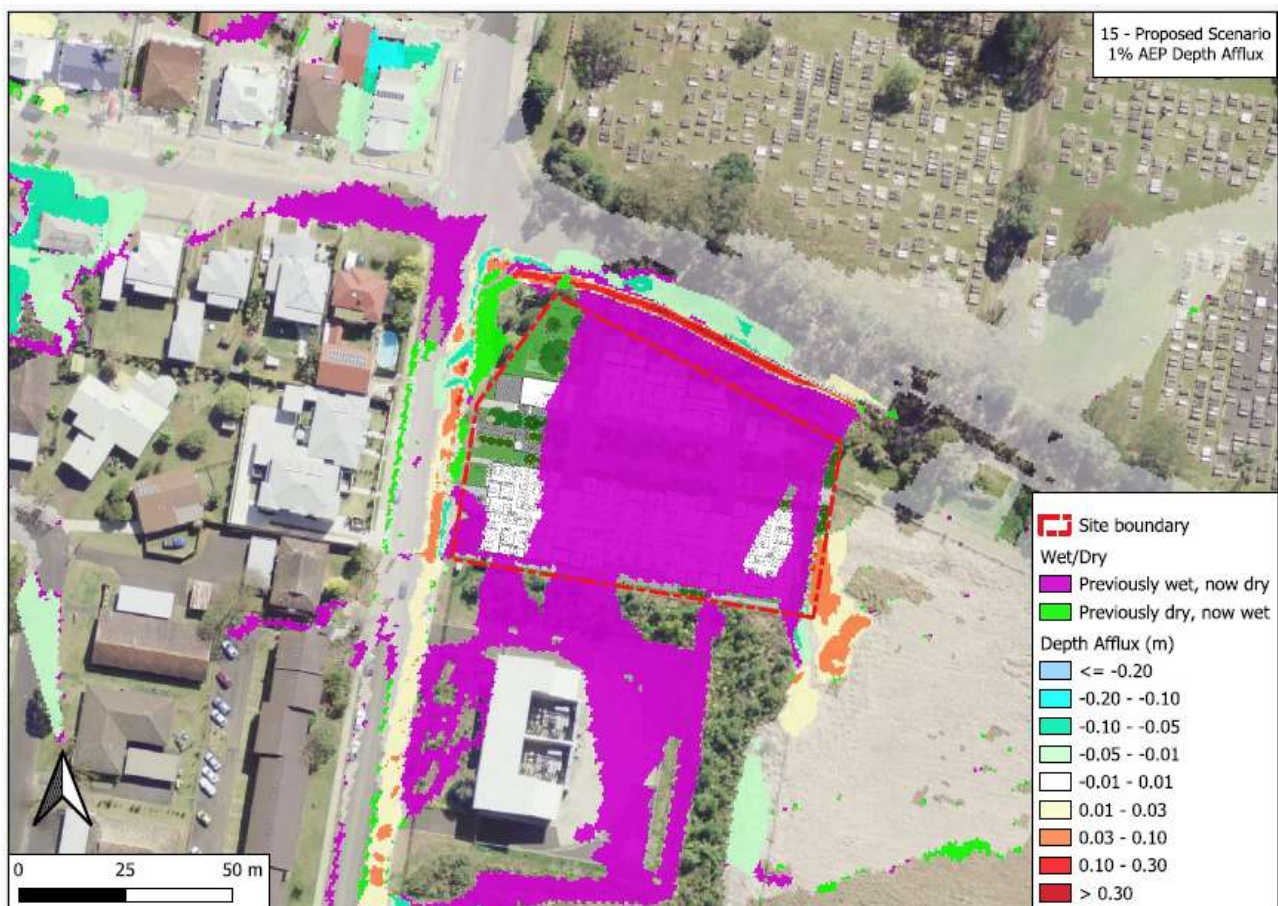 15 - Proposed Scenario
1% AEP Depth Afflux
Site boundary
Wet/Dry
Previously wet, now dry
Previously dry, now wet
Depth Afflux (m)
<= -0.20
-0.20 - -0.10
-0.10 - -0.05
-0.05 - -0.01
-0.01 - 0.01
0.01 - 0.03
0.03 - 0.10
0.10 - 0.30
> 0.30
0 25 50 m